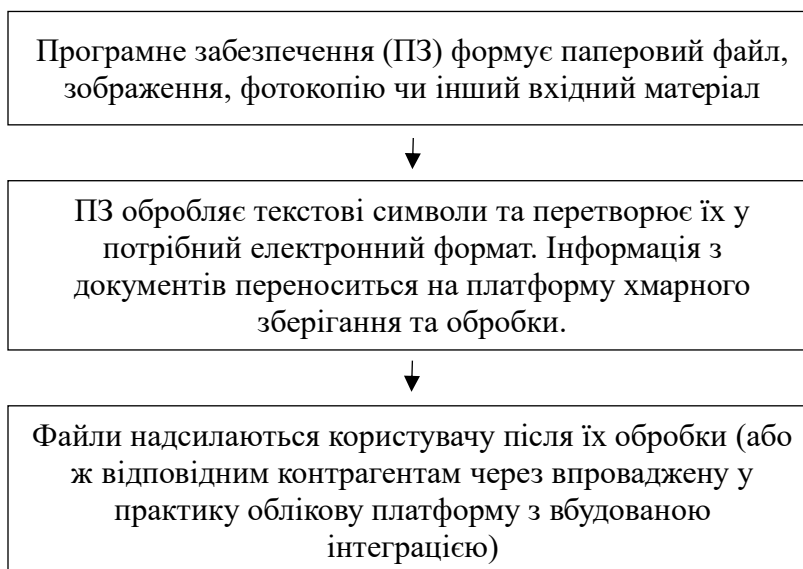 Програмне забезпечення (ПЗ) формує паперовий файл,
зображення, фотокопію чи інший вхідний матеріал
ПЗ обробляє текстові символи та перетворює їх у
потрібний електронний формат. Інформація з
документів переноситься на платформу хмарного
зберігання та обробки.
Файли надсилаються користувачу після їх обробки (або
ж відповідним контрагентам через впроваджену у
практику облікову платформу з вбудованою
інтеграцією)